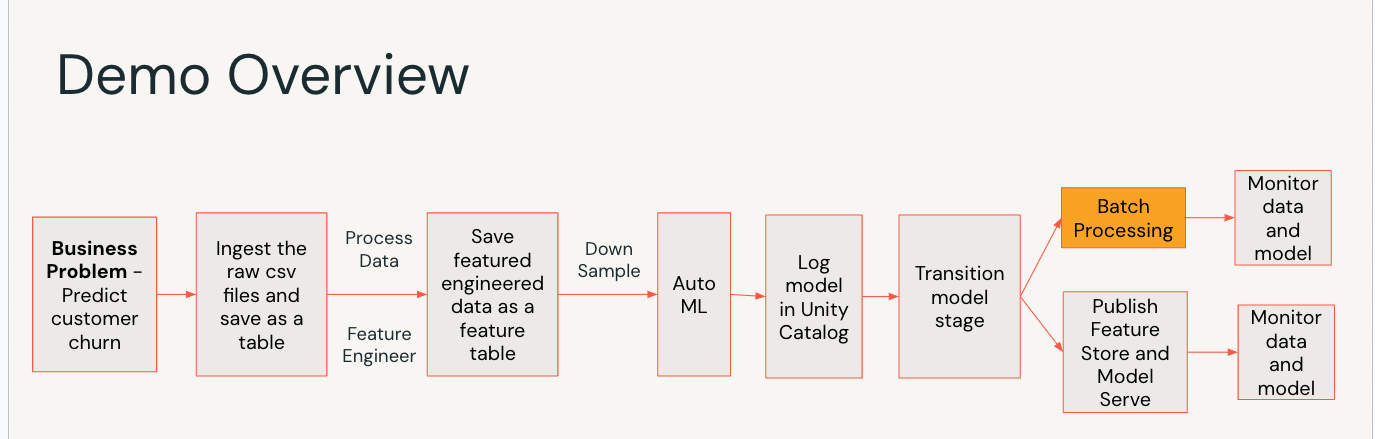 Demo Overview
Business
Problem –
Predict
customer
churn
Ingest the
raw csv
files and
save as a
table
Process
Data
Feature
Engineer
Save
featured
engineered
data as a
feature
table
Down
Sample
Auto
ML
Log
model
in Unity
Catalog
Transition
model
stage
Batch
Processing
Monitor
data
and
model
Publish
Feature
Store and
Model
Serve
Monitor
data
and
model